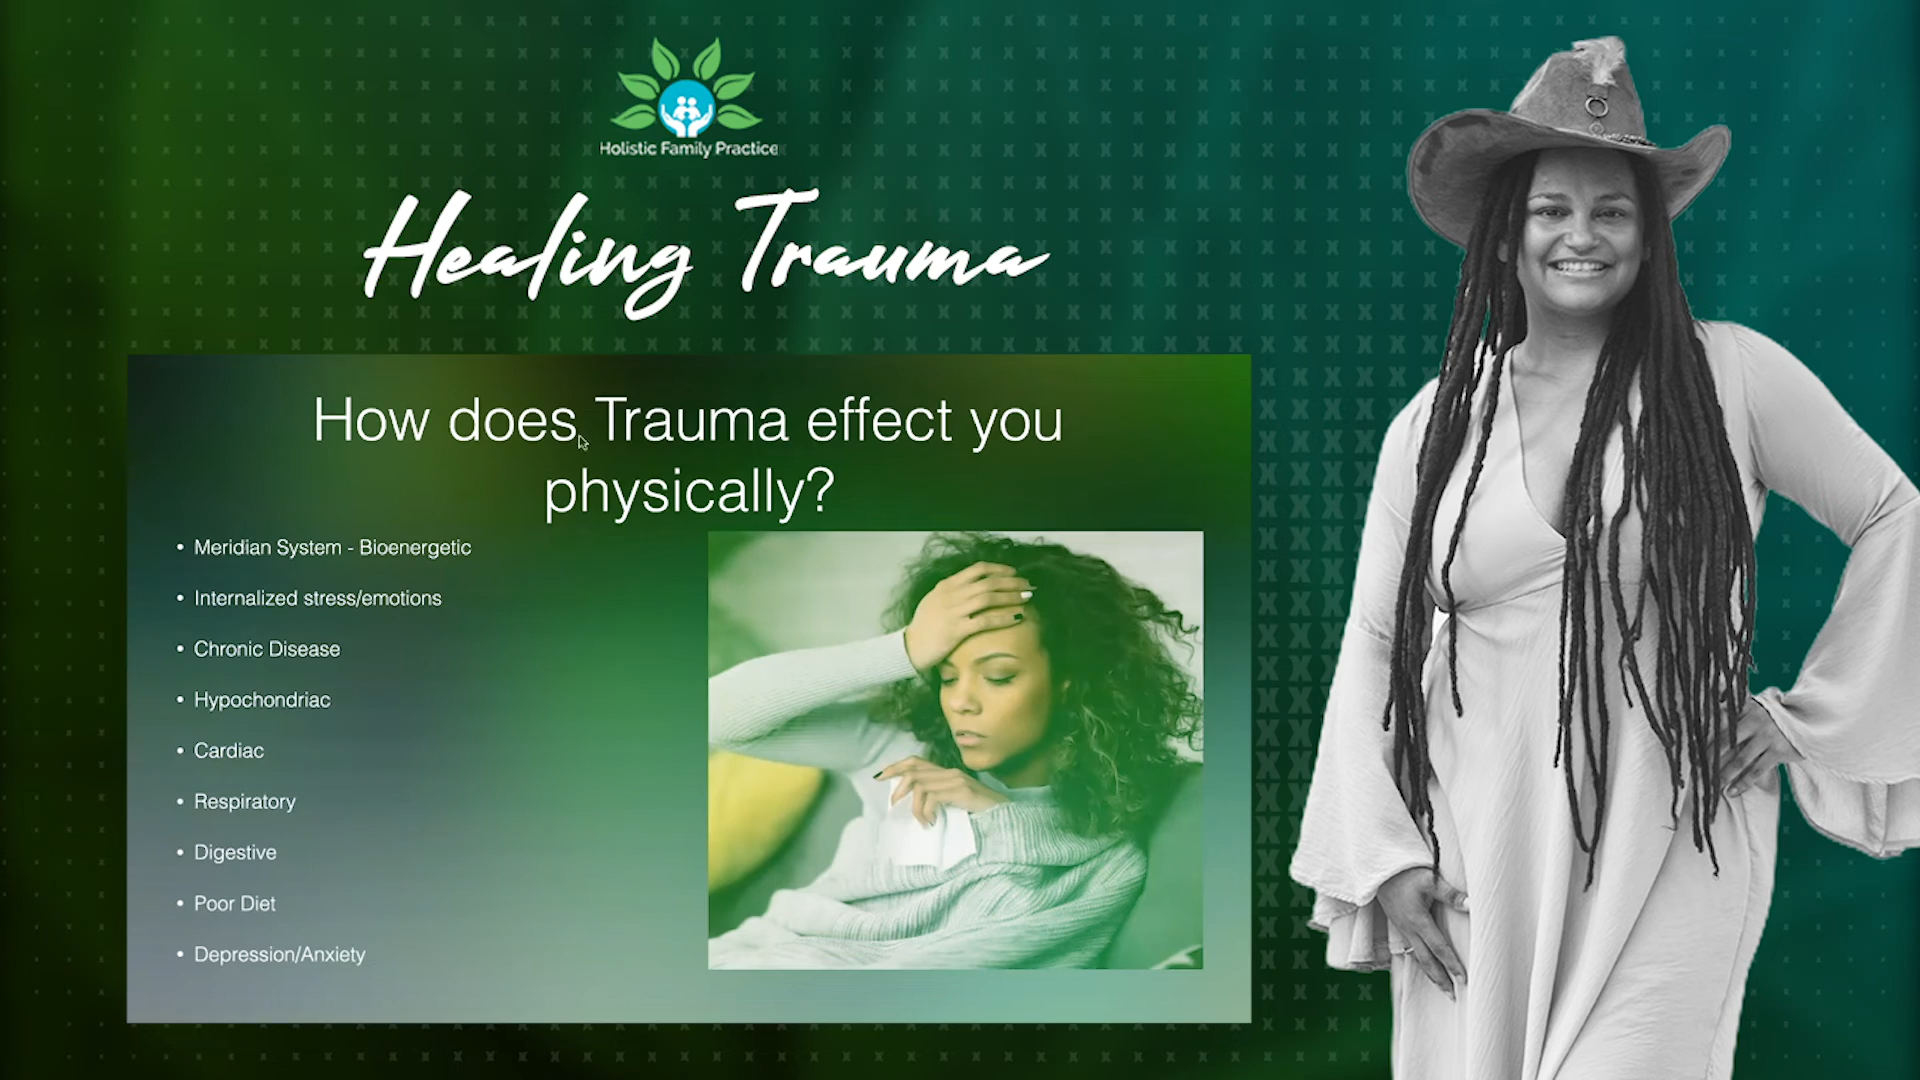 Holistic Family Practice
Healing Trauma
How does Trauma effect you
physically?
• Meridian System - Bioenergetic
• Internalized stress/emotions
• Chronic Disease
• Hypochondriac
• Cardiac
• Respiratory
• Digestive
• Poor Diet
• Depression/Anxiety